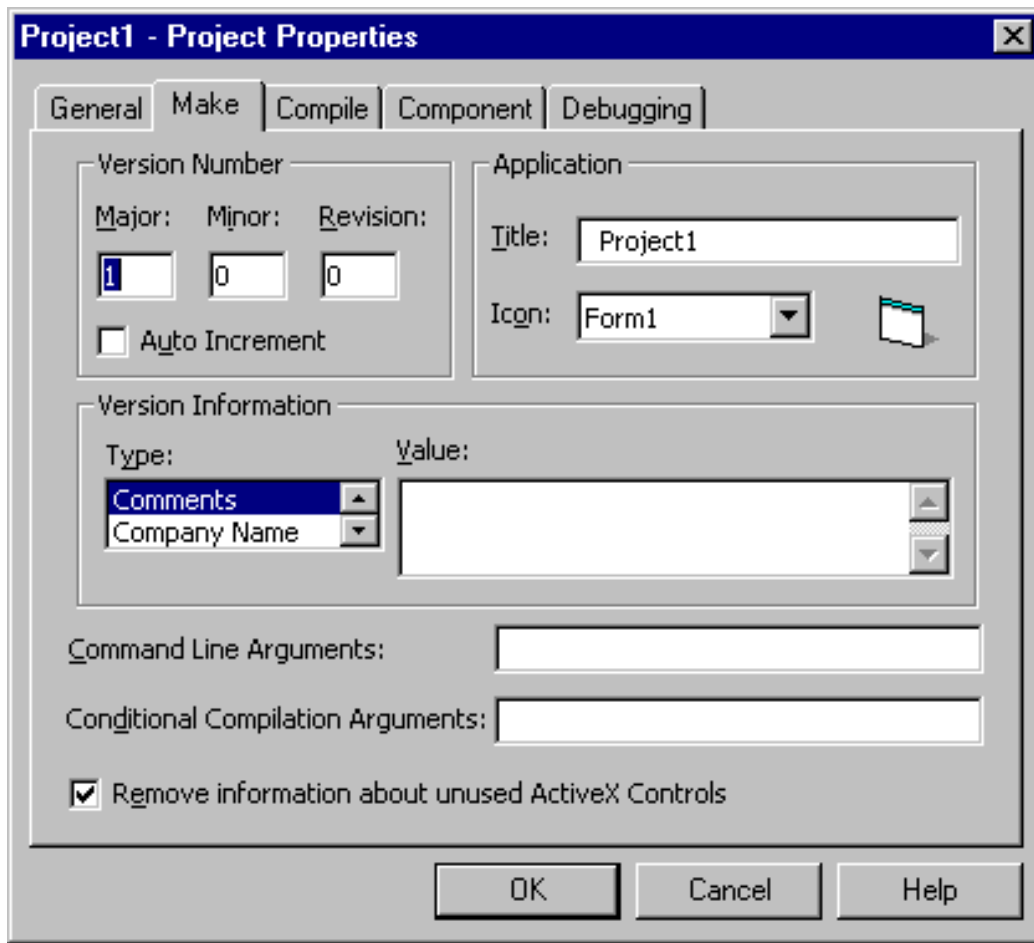 Project1 - Project Properties
General Make Compile Component Debugging
Version Number
Major: Minor: Revision:
1 0 0
Auto Increment
Application
Title: Project1
Icon: Form1
Version Information
Type: Value:
Comments
Company Name
Command Line Arguments:
Conditional Compilation Arguments:
Remove information about unused ActiveX Controls
OK Cancel Help